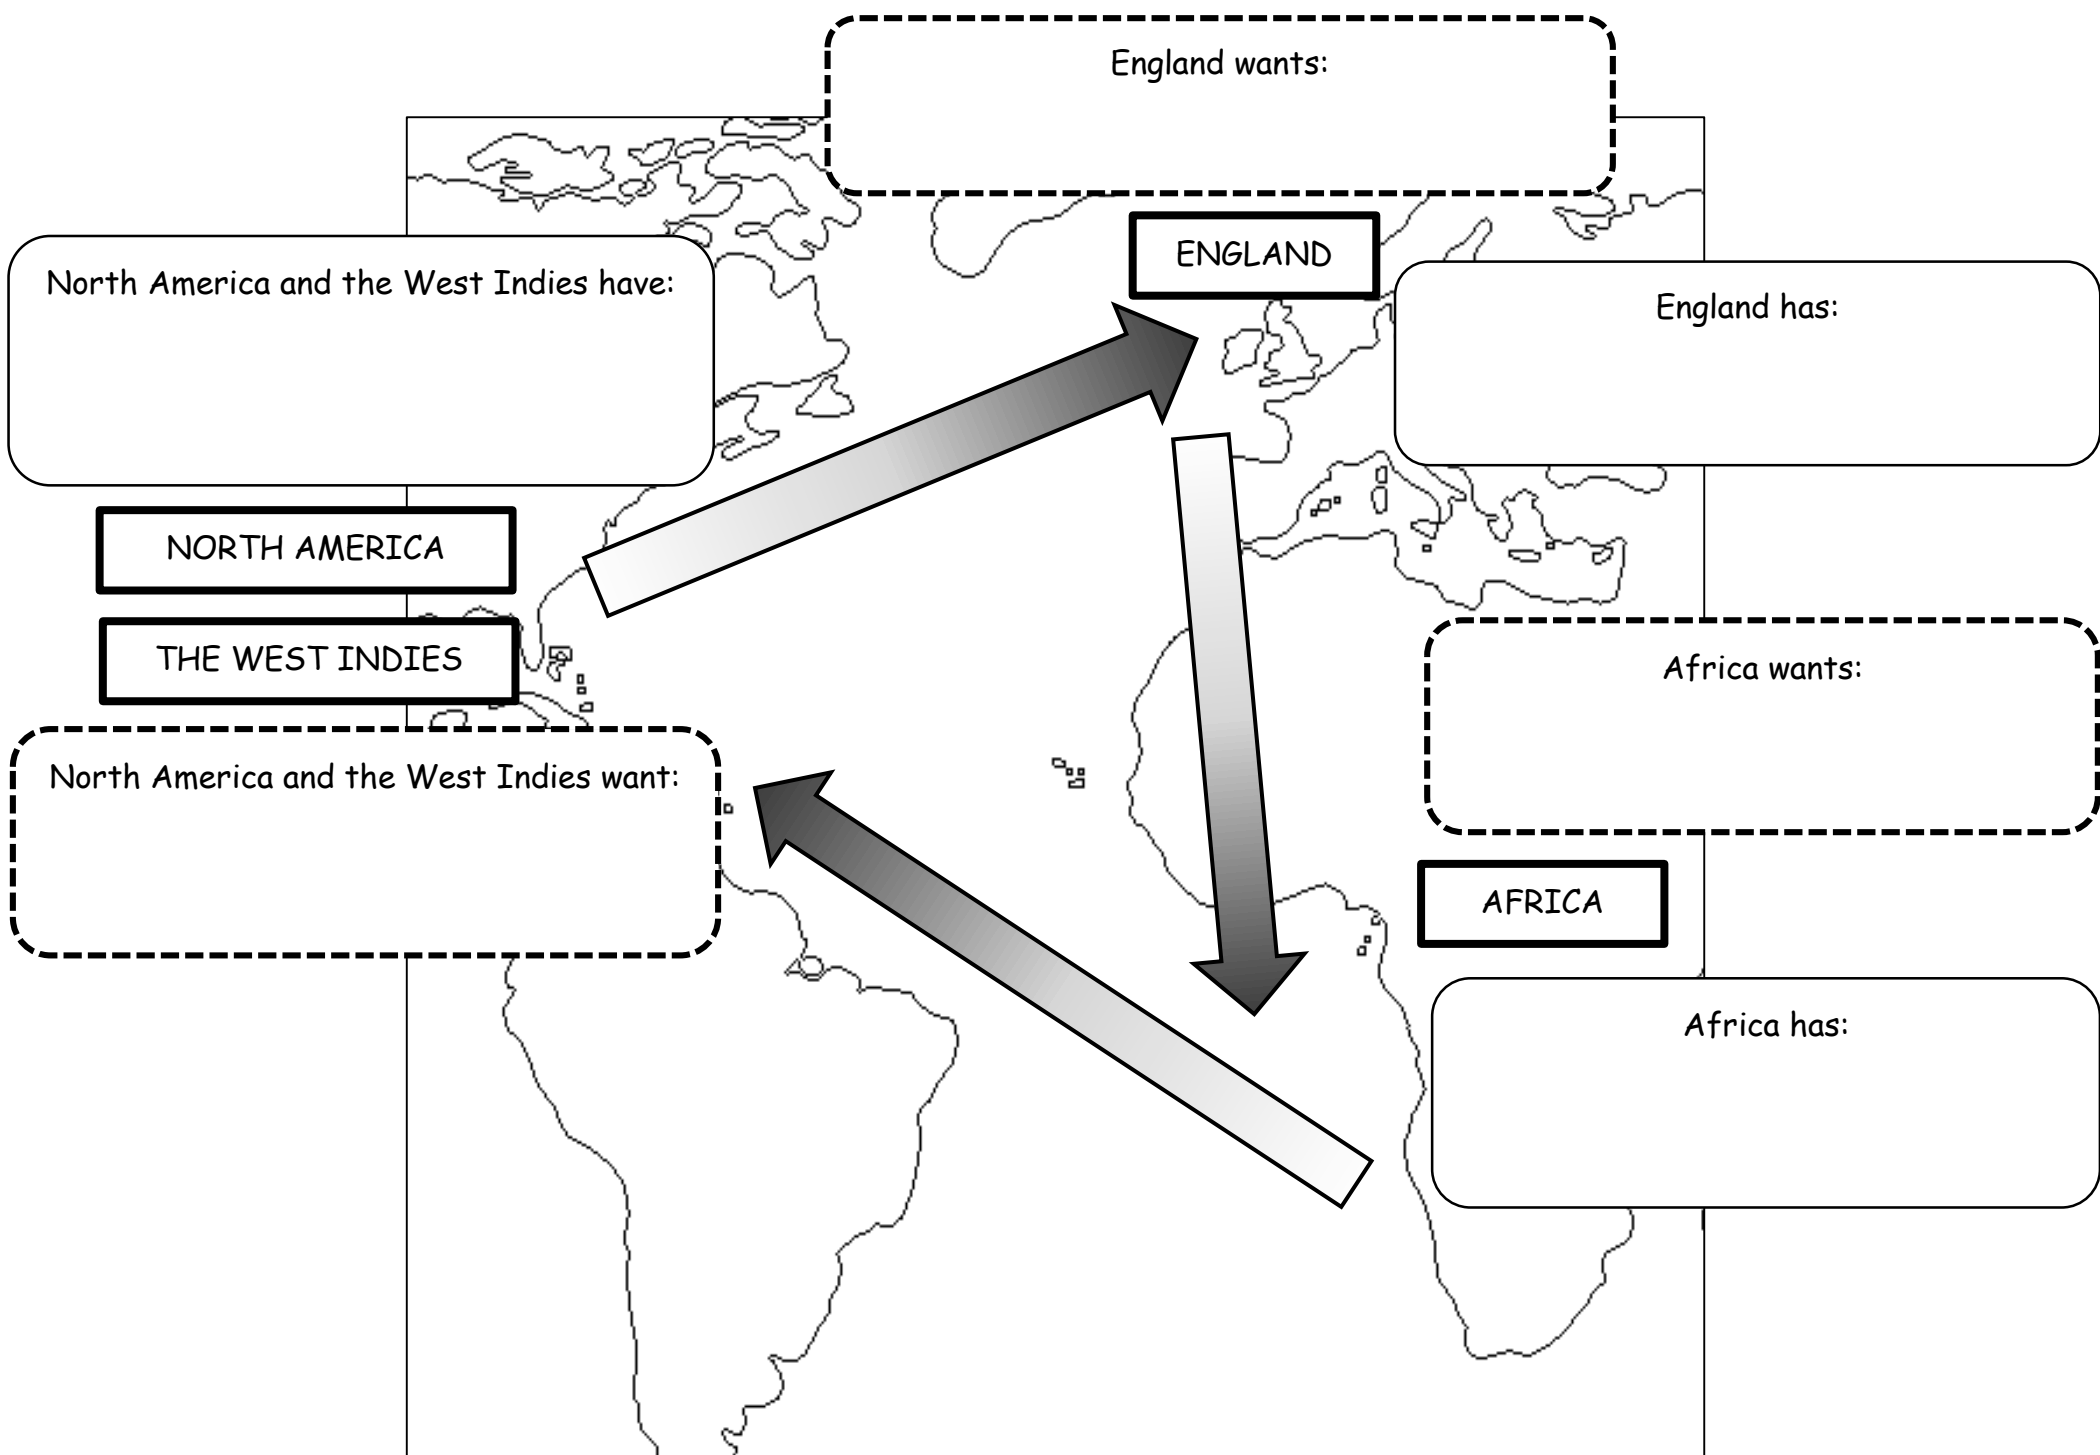 England wants:
ENGLAND
North America and the West Indies have:
England has:
NORTH AMERICA
THE WEST INDIES
Africa wants:
North America and the West Indies want:
AFRICA
Africa has: